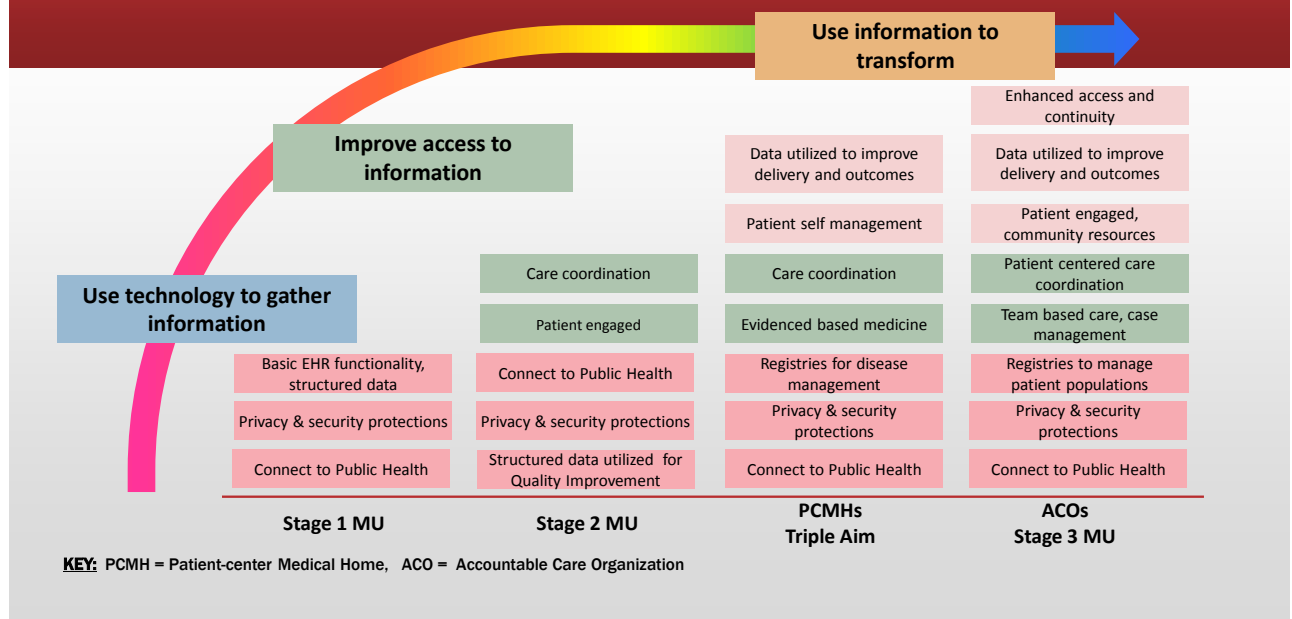 Use information to
transform
Improve access to
information
Use technology to gather
information
Basic EHR functionality,
structured data
Privacy & security protections
Connect to Public Health
Stage 1 MU
Care coordination
Patient engaged
Connect to Public Health
Privacy & security protections
Structured data utilized for
Quality Improvement
Stage 2 MU
Data utilized to improve
delivery and outcomes
Patient self management
Care coordination
Evidenced based medicine
Registries for disease
management
Privacy & security
protections
Connect to Public Health
PCMHs
Triple Aim
Enhanced access and
continuity
Data utilized to improve
delivery and outcomes
Patient engaged,
community resources
Patient centered care
coordination
Team based care, case
management
Registries to manage
patient populations
Privacy & security
protections
Connect to Public Health
ACOs
Stage 3 MU
KEY: PCMH = Patient-center Medical Home, ACO = Accountable Care Organization